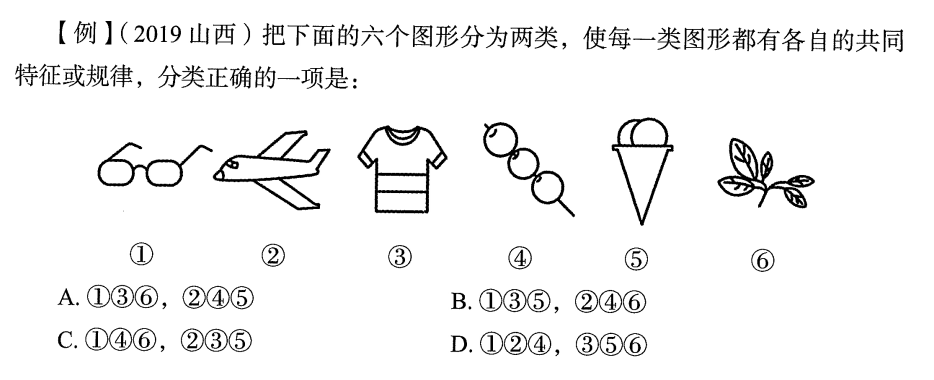 【例】（2019 山西）把下面的六个图形分为两类，使每一类图形都有各自的共同
特征或规律，分类正确的一项是：
① ② ③ ④ ⑤ ⑥
A. ①③⑥，②④⑤ B. ①③⑤，②④⑥
C. ①④⑥，②③⑤ D. ①②④，③⑤⑥